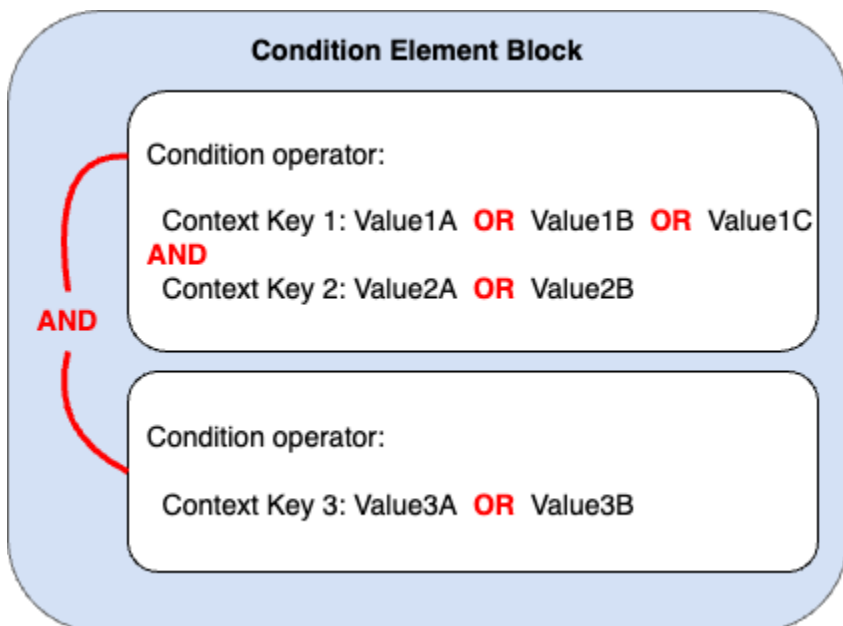 Condition Element Block
Condition operator:
Context Key 1: Value1A OR Value1B OR Value1C
AND
Context Key 2: Value2A OR Value2B
AND
Condition operator:
Context Key 3: Value3A OR Value3B